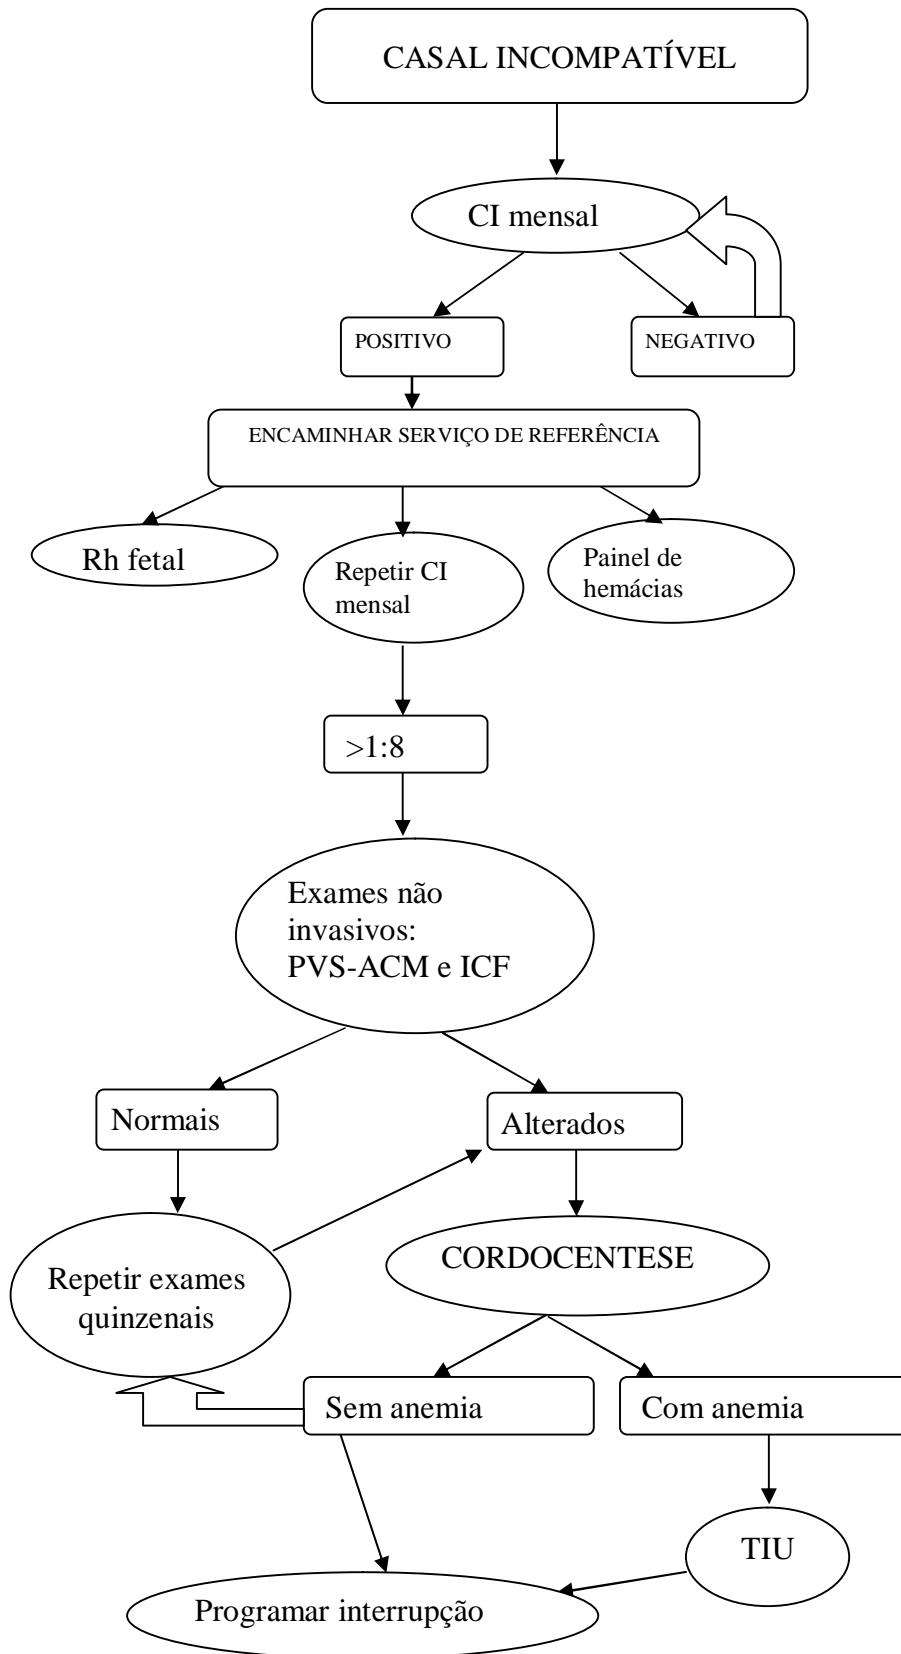 CASAL INCOMPATÍVEL
CI mensal
POSITIVO
NEGATIVO
ENCAMINHAR SERVIÇO DE REFERÊNCIA
Rh fetal
Repetir CI
mensal
Painel de
hemácias
>1:8
Exames não
invasivos:
PVS-ACM e ICF
Normais
Alterados
Repetir exames
quinzenais
CORDOCENTESE
Sem anemia
Com anemia
TIU
Programar interrupção